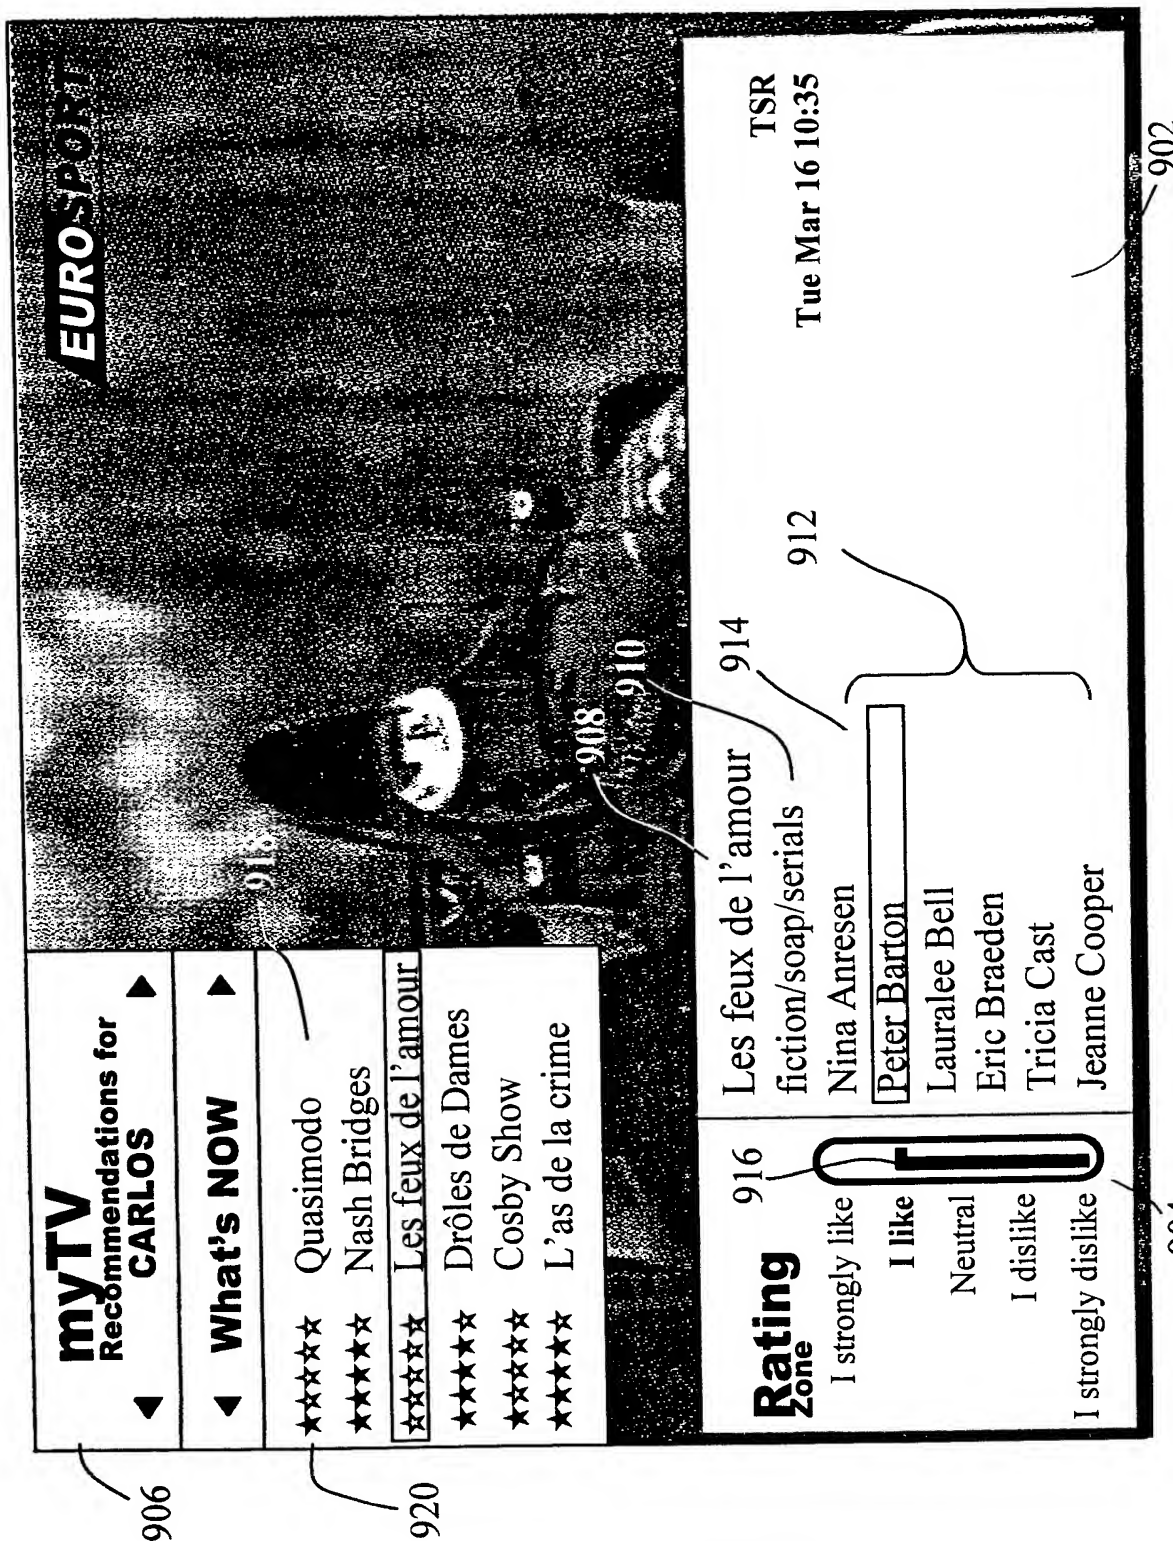 906
myTV
Recommendations for
CARLOS
What's NOW
920
★☆☆☆☆ Quasimodo
918
★★★★☆ Nash Bridges
☆☆☆☆☆ Les feux de l'amour
★★★★☆ Drôles de Dames
★☆☆☆☆ Cosby Show
★★★★★ L'as de la crime
EUROSPORT
908
910
Rating
Zone
916
I strongly like
I like
Neutral
I dislike
I strongly dislike
Les feux de l'amour
TSR
fiction/soap/serials
Tue Mar 16 10:35
914
912
Nina Anresen
Peter Barton
Lauralee Bell
Eric Braeden
Tricia Cast
Jeanne Cooper
902